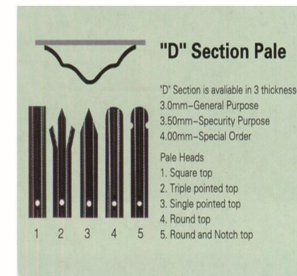 "D" Section Pale
"D" Section is avaliable in 3 thickness
3.0mm–General Purpose
3.50mm–Specurity Purpose
4.00mm–Special Order
Pale Heads
1. Square top
2. Triple pointed top
3. Single pointed top
4. Round top
5. Round and Notch top
1 2 3 4 5